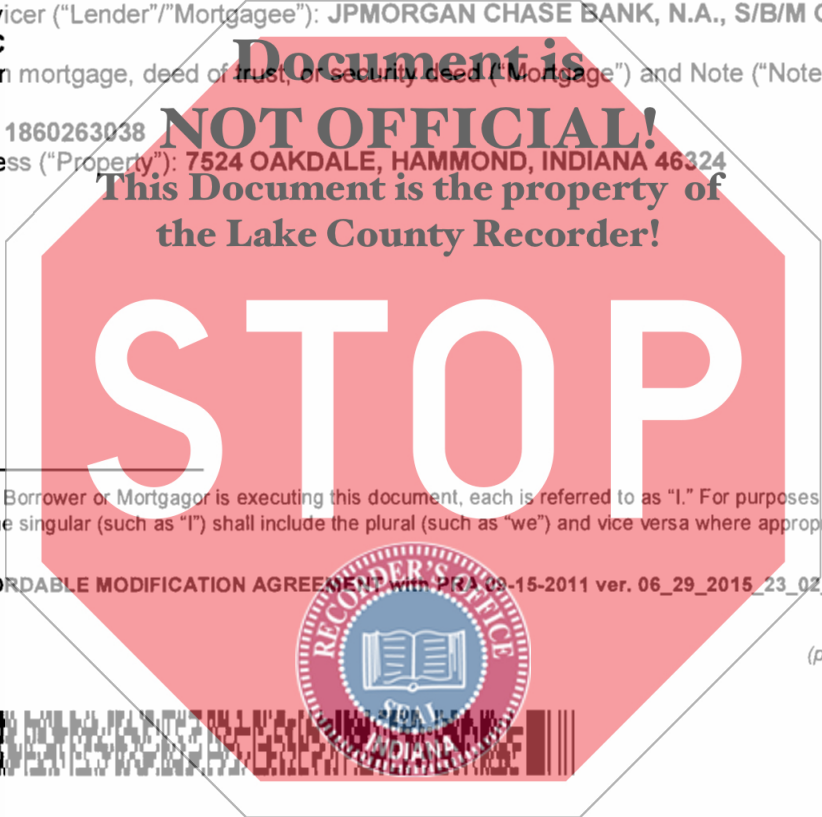 icer (“Lender”/”Mortgagee”): JPMORGAN CHASE BANK, N.A., S/B/M
Document is
n mortgage, deed of trust, or security deed (“Mortgage”) and Note (“Note
NOT OFFICIAL!
1860263038
ess (“Property”): 7524 OAKDALE, HAMMOND, INDIANA 46324
This Document is the property of
the Lake County Recorder!
STOP
Borrower or Mortgagor is executing this document, each is referred to as “I.” For purposes
e singular (such as “I”) shall include the plural (such as “we”) and vice versa where approp
RDABLE MODIFICATION AGREEMENT with PRA 09-15-2011 ver. 06_29_2015_23_02
RECORDER'S OFFICE
(p
SEAL
INDIANA